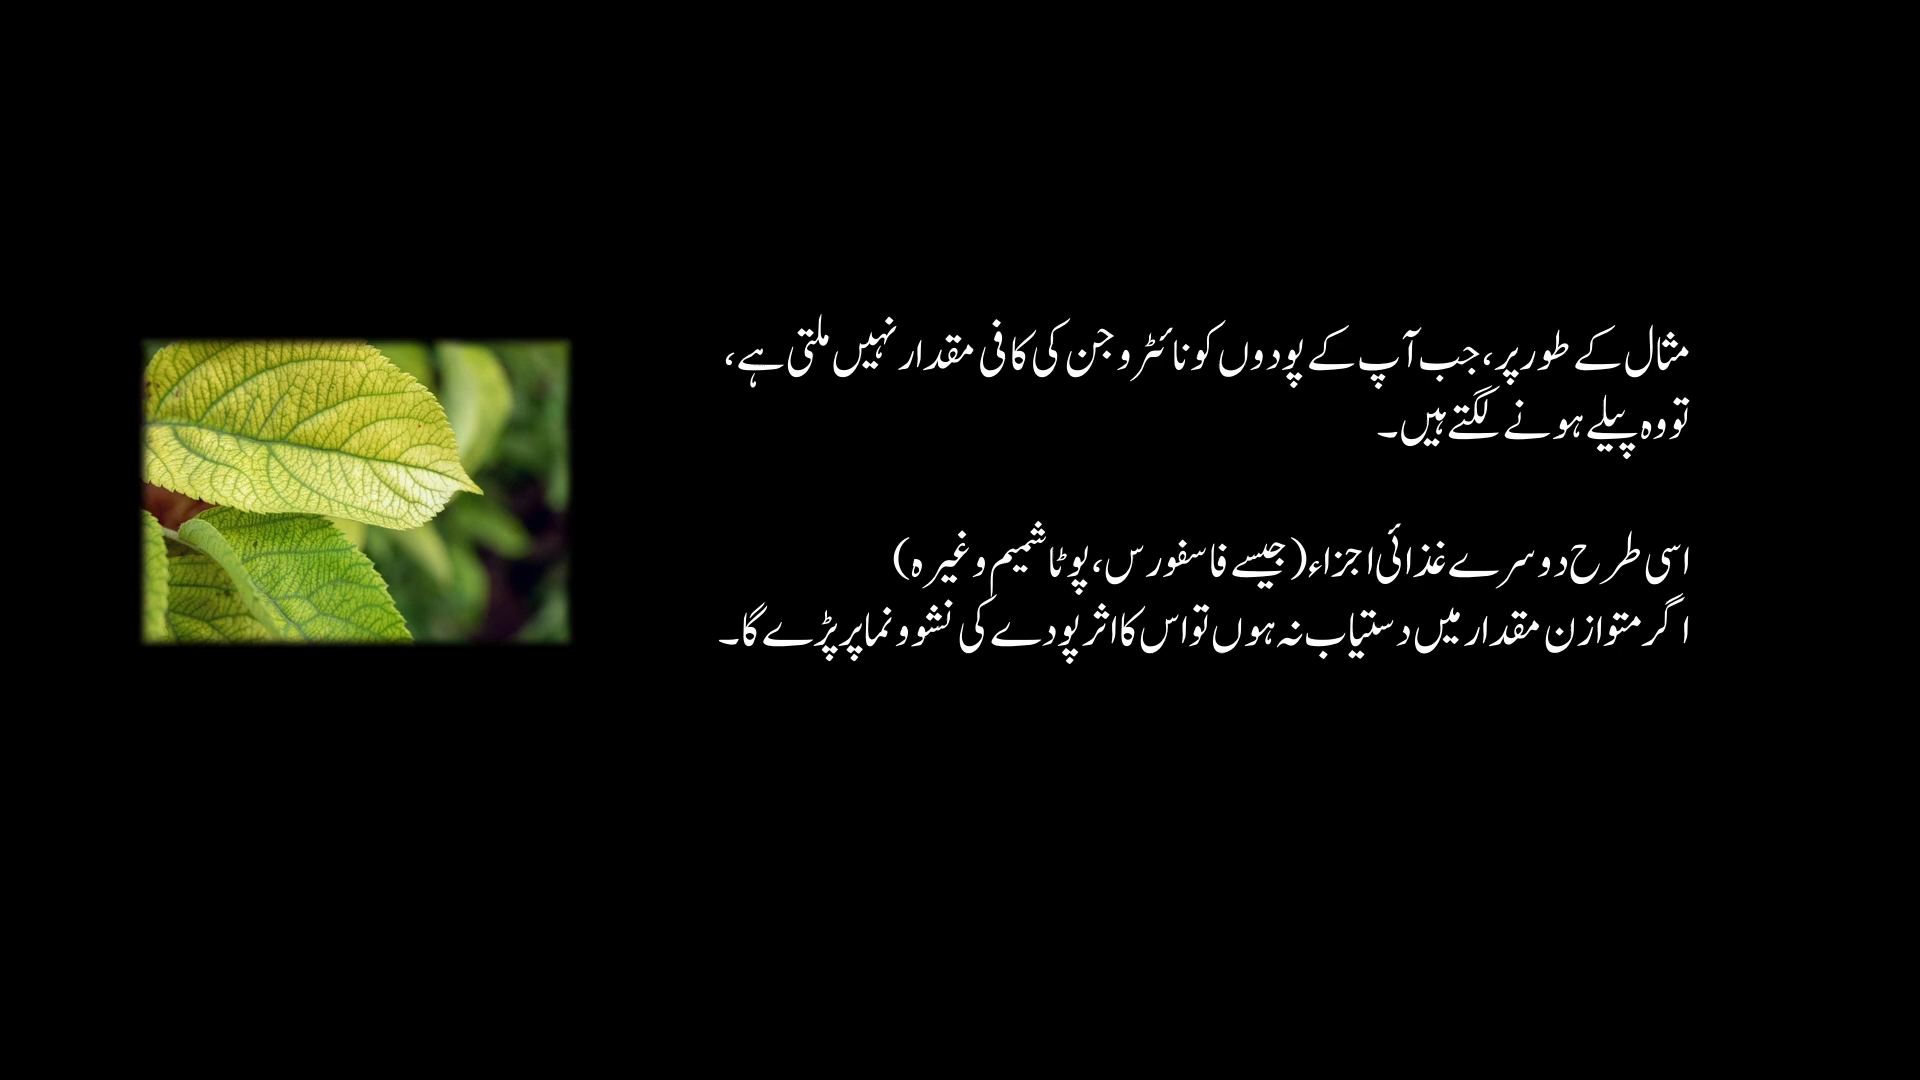 مثال کے طور پر، جب آپ کے پودوں کو نائٹروجن کی کافی مقدار نہیں ملتی ہے،
تو وہ پیلے ہونے لگتے ہیں۔
اسی طرح دوسرے غذائی اجزاء (جیسے فاسفورس، پوٹاشمیم وغیرہ)
اگر متوازن مقدار میں دستیاب نہ ہوں تو اس کا اثر پودے کی نشوونما پر پڑے گا۔